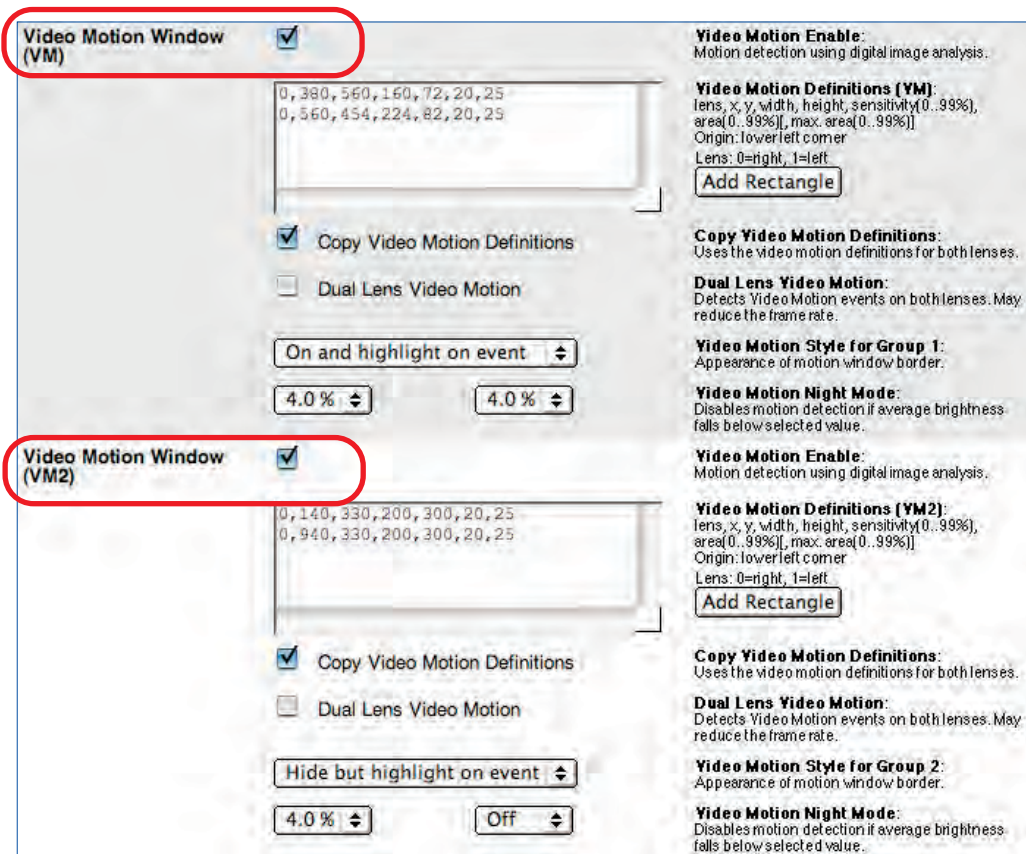 Video Motion Window
(VM)
Video Motion Enable:
Motion detection using digital image analysis.
0,380,560,160,72,20,25
0,560,454,224,82,20,25
Video Motion Definitions (VM):
lens, x, y, width, height, sensitivity(0..99%),
area(0..99%)[, max. area(0..99%)]
Origin: lower left corner
Lens: 0=right, 1=left
Add Rectangle
Copy Video Motion Definitions
Copy Video Motion Definitions:
Uses the video motion definitions for both lenses.
Dual Lens Video Motion
Dual Lens Video Motion:
Detects Video Motion events on both lenses. May
reduce the frame rate.
On and highlight on event
Video Motion Style for Group 1:
Appearance of motion window border.
4.0 % 4.0 %
Video Motion Night Mode:
Disables motion detection if average brightness
falls below selected value.
Video Motion Window
(VM2)
Video Motion Enable:
Motion detection using digital image analysis.
0,140,330,200,300,20,25
0,940,330,200,300,20,25
Video Motion Definitions (VM2):
lens, x, y, width, height, sensitivity(0..99%),
area(0..99%)[, max. area(0..99%)]
Origin: lower left corner
Lens: 0=right, 1=left
Add Rectangle
Copy Video Motion Definitions
Copy Video Motion Definitions:
Uses the video motion definitions for both lenses.
Dual Lens Video Motion
Dual Lens Video Motion:
Detects Video Motion events on both lenses. May
reduce the frame rate.
Hide but highlight on event
Video Motion Style for Group 2:
Appearance of motion window border.
4.0 % Off
Video Motion Night Mode:
Disables motion detection if average brightness
falls below selected value.